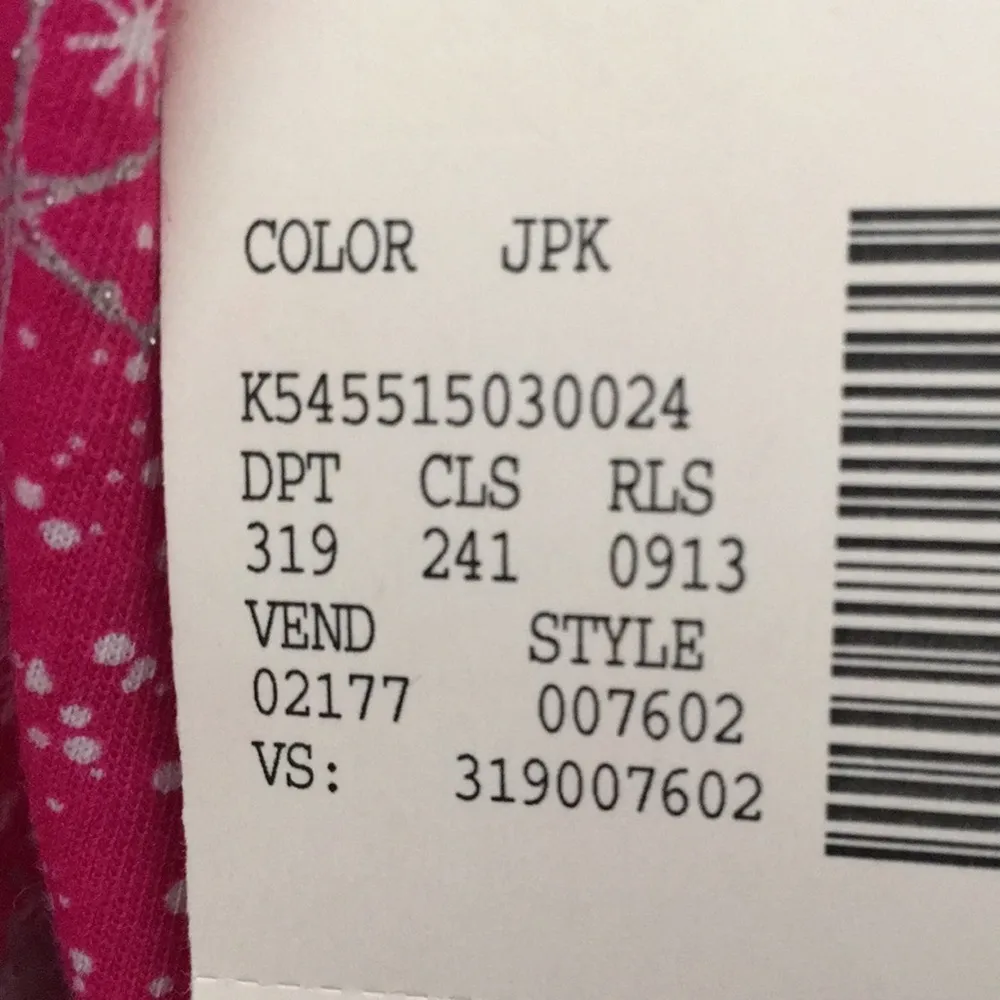 COLOR JPK
K545515030024
DPT CLS RLS
319 241 0913
VEND STYLE
02177 007602
VS: 319007602